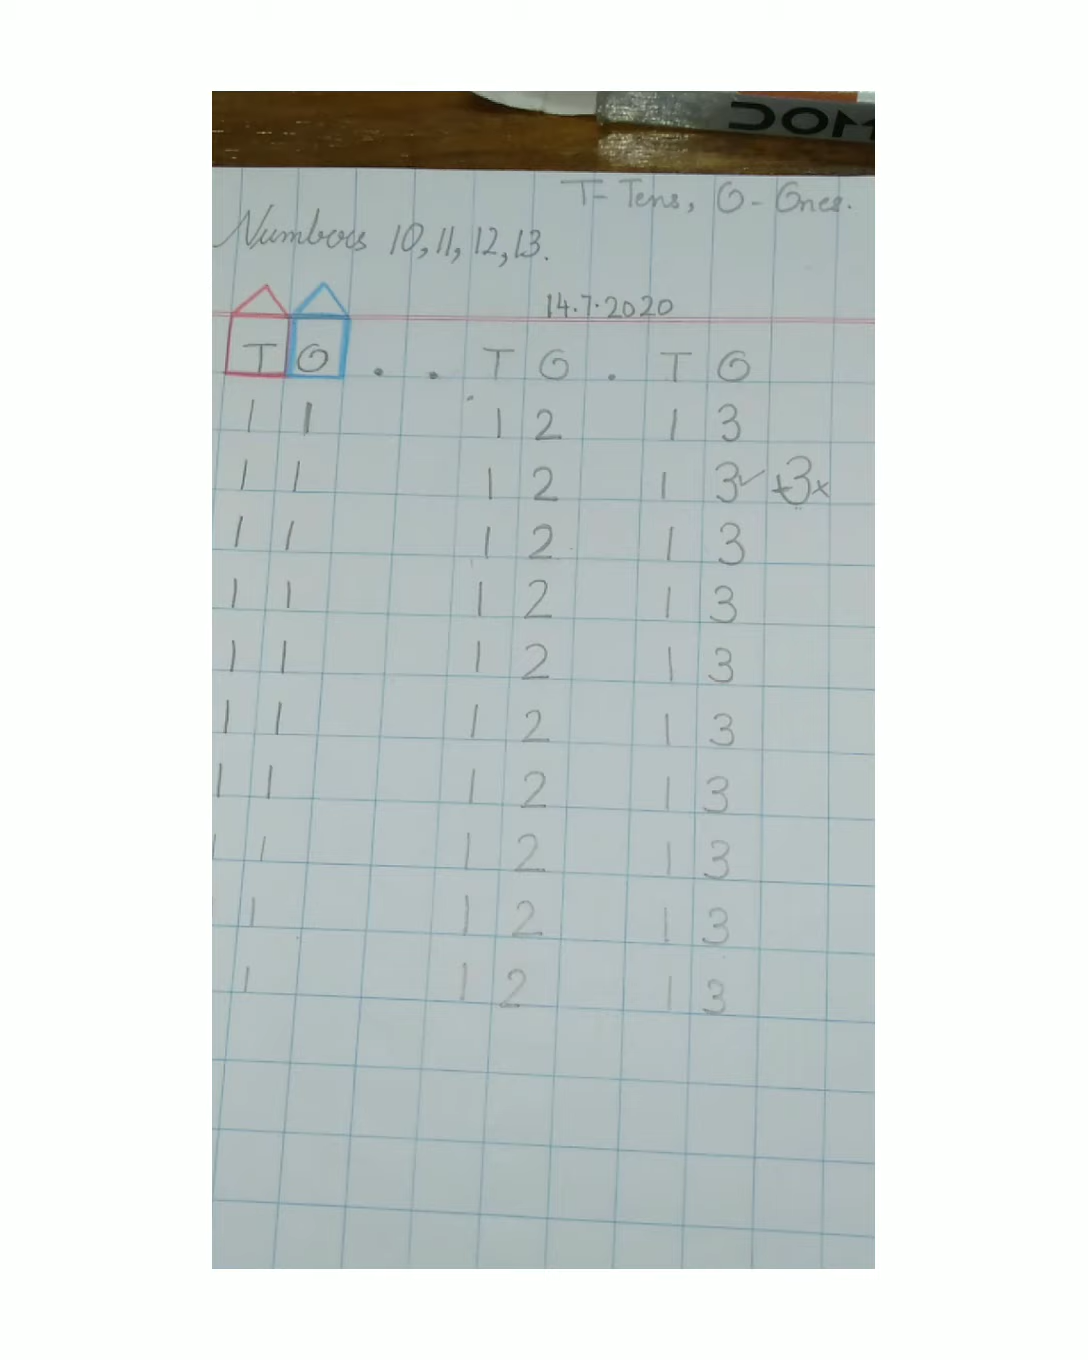 T- Tens, O- Ones.
Numbers 10, 11, 12, 13.
14.7.2020
T O . . T O . T O
1 1 1 2 1 3
1 1 1 2 1 3✓ 3×
1 1 1 2 1 3
1 1 1 2 1 3
1 1 1 2 1 3
1 1 1 2 1 3
1 1 1 2 1 3
1 1 1 2 1 3
1 1 2 1 3
1 1 2 1 3